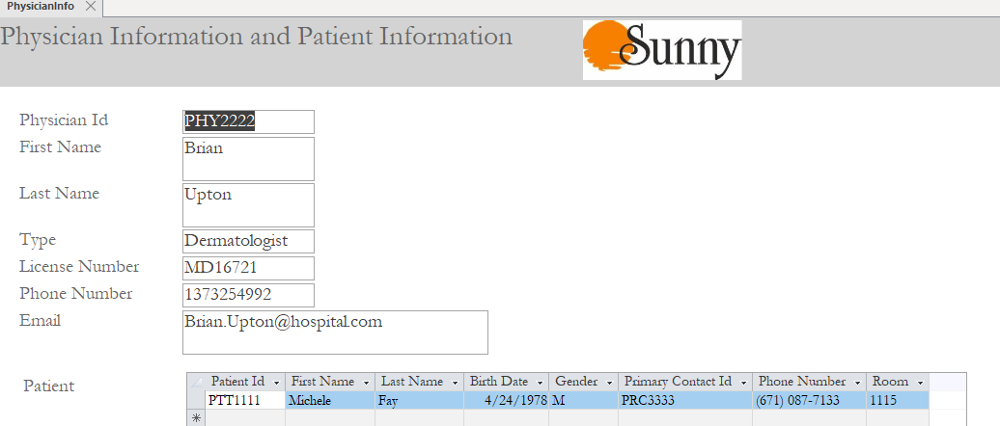 PhysicianInfo
Physician Information and Patient Information
Sunny
Physician Id PHY2222
First Name Brian
Last Name Upton
Type Dermatologist
License Number MD16721
Phone Number 1373254992
Email Brian.Upton@hospital.com
Patient
Patient Id First Name Last Name Birth Date Gender Primary Contact Id Phone Number Room
PTT1111 Michele Fay 4/24/1978 M PRC3333 (671) 087-7133 1115